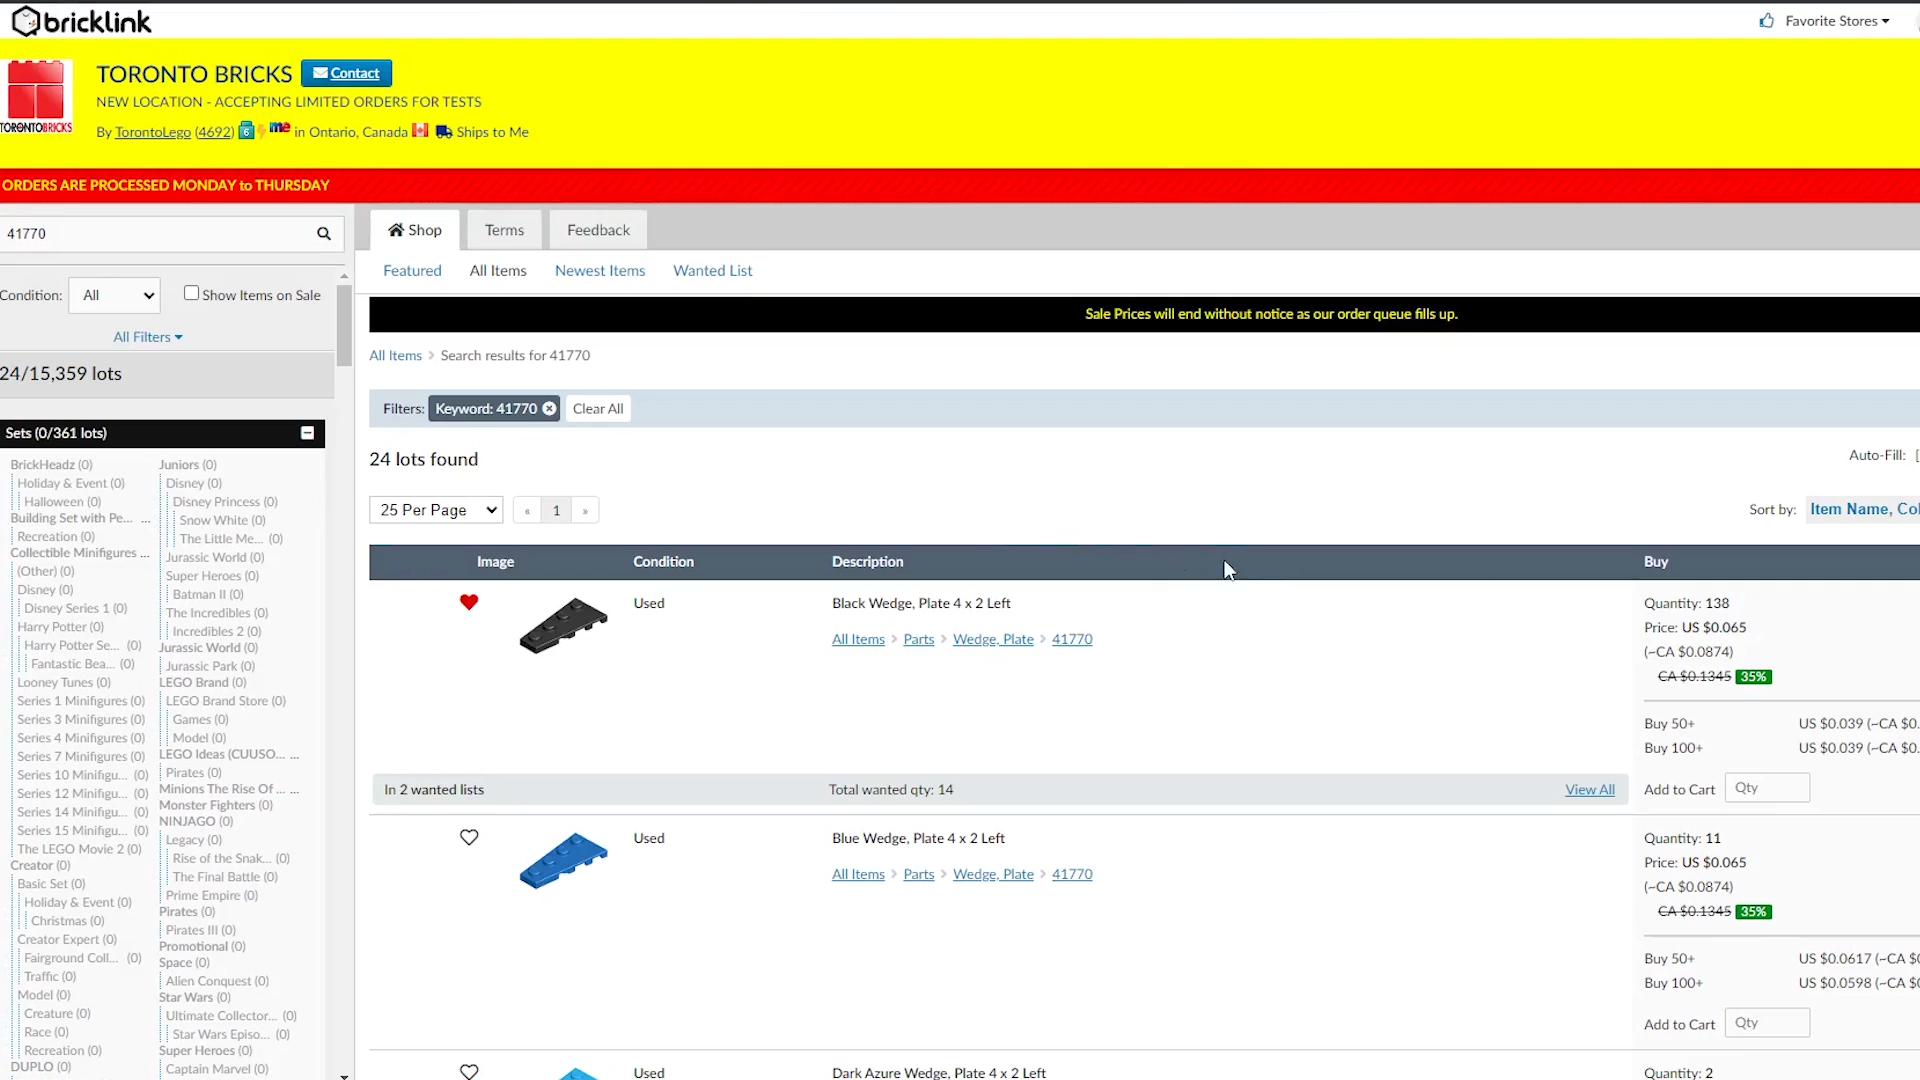 bricklink
Favorite Stores
TORONTO BRICKS
Contact
NEW LOCATION - ACCEPTING LIMITED ORDERS FOR TESTS
TORONTOBRICKS
By TorontoLego (4692) 6 me in Ontario, Canada Ships to Me
ORDERS ARE PROCESSED MONDAY to THURSDAY
41770
Condition: All Show Items on Sale
All Filters
24/15,359 lots
Sets (0/361 lots)
BrickHeadz (0)
Holiday & Event (0)
Halloween (0)
Building Set with Pe... ...
Recreation (0)
Collectible Minifigures ...
(Other) (0)
Disney (0)
Disney Series 1 (0)
Harry Potter (0)
Harry Potter Se... (0)
Fantastic Bea... (0)
Looney Tunes (0)
Series 1 Minifigures (0)
Series 3 Minifigures (0)
Series 4 Minifigures (0)
Series 7 Minifigures (0)
Series 10 Minifigu... (0)
Series 12 Minifigu... (0)
Series 14 Minifigu... (0)
Series 15 Minifigu... (0)
The LEGO Movie 2 (0)
Creator (0)
Basic Set (0)
Holiday & Event (0)
Christmas (0)
Creator Expert (0)
Fairground Coll... (0)
Traffic (0)
Model (0)
Creature (0)
Race (0)
Recreation (0)
DUPLO (0)
Juniors (0)
Disney (0)
Disney Princess (0)
Snow White (0)
The Little Me... (0)
Jurassic World (0)
Super Heroes (0)
Batman II (0)
The Incredibles (0)
Incredibles 2 (0)
Jurassic World (0)
Jurassic Park (0)
LEGO Brand (0)
LEGO Brand Store (0)
Games (0)
Model (0)
LEGO Ideas (CUUSO... ...
Pirates (0)
Minions The Rise Of ... ...
Monster Fighters (0)
NINJAGO (0)
Legacy (0)
Rise of the Snak... (0)
The Final Battle (0)
Prime Empire (0)
Pirates (0)
Pirates III (0)
Promotional (0)
Space (0)
Alien Conquest (0)
Star Wars (0)
Ultimate Collector... (0)
Star Wars Episo... (0)
Super Heroes (0)
Captain Marvel (0)
Shop Terms Feedback
Featured All Items Newest Items Wanted List
Sale Prices will end without notice as our order queue fills up.
All Items > Search results for 41770
Filters: Keyword: 41770 Clear All
24 lots found
Auto-Fill: [
25 Per Page « 1 »
Sort by: Item Name, Col
Image Condition Description Buy
Used
Black Wedge, Plate 4 x 2 Left
All Items > Parts > Wedge, Plate > 41770
Quantity: 138
Price: US $0.065
(~CA $0.0874)
CA $0.1345 35%
Buy 50+ US $0.039 (~CA $0.
Buy 100+ US $0.039 (~CA $0.
Add to Cart Qty
In 2 wanted lists Total wanted qty: 14 View All
Used
Blue Wedge, Plate 4 x 2 Left
All Items > Parts > Wedge, Plate > 41770
Quantity: 11
Price: US $0.065
(~CA $0.0874)
CA $0.1345 35%
Buy 50+ US $0.0617 (~CA $0
Buy 100+ US $0.0598 (~CA $0
Add to Cart Qty
Used
Dark Azure Wedge, Plate 4 x 2 Left
Quantity: 2